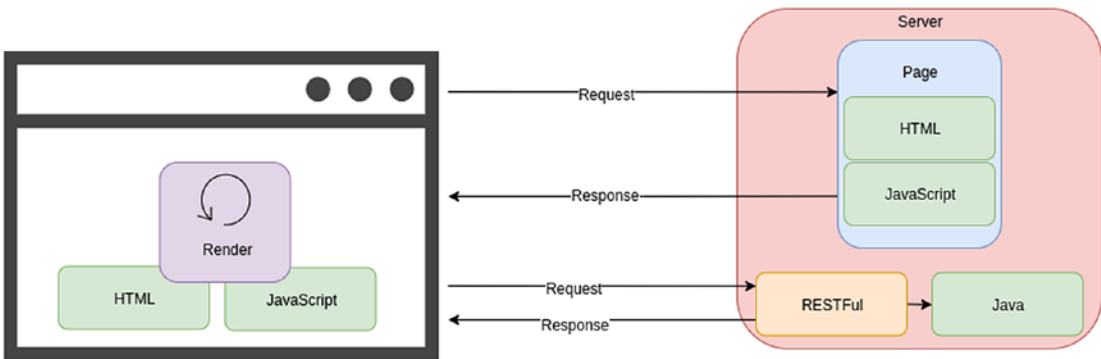 Server
Page
Request
HTML
JavaScript
Response
Render
HTML
JavaScript
Request
RESTFul
Java
Response